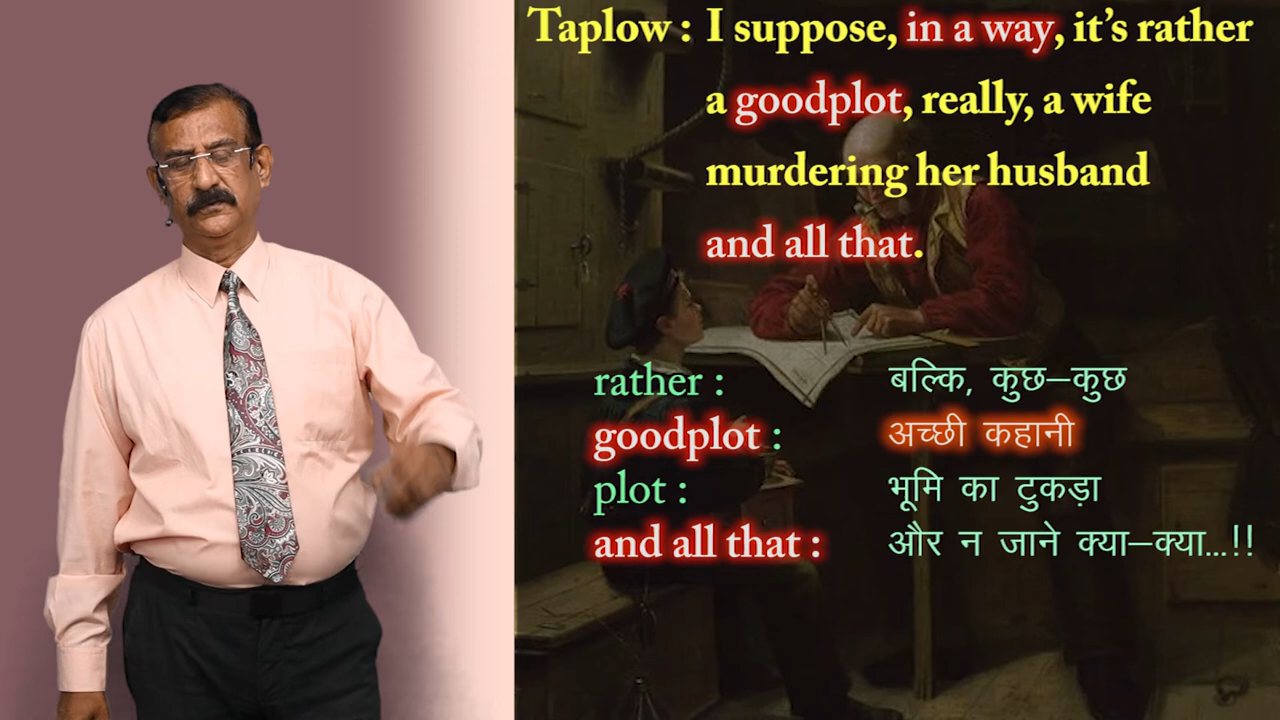 Taplow : I suppose, in a way, it's rather
a goodplot, really, a wife
murdering her husband
and all that.
rather : बल्कि, कुछ–कुछ
goodplot : अच्छी कहानी
plot : भूमि का टुकड़ा
and all that : और न जाने क्या–क्या...!!